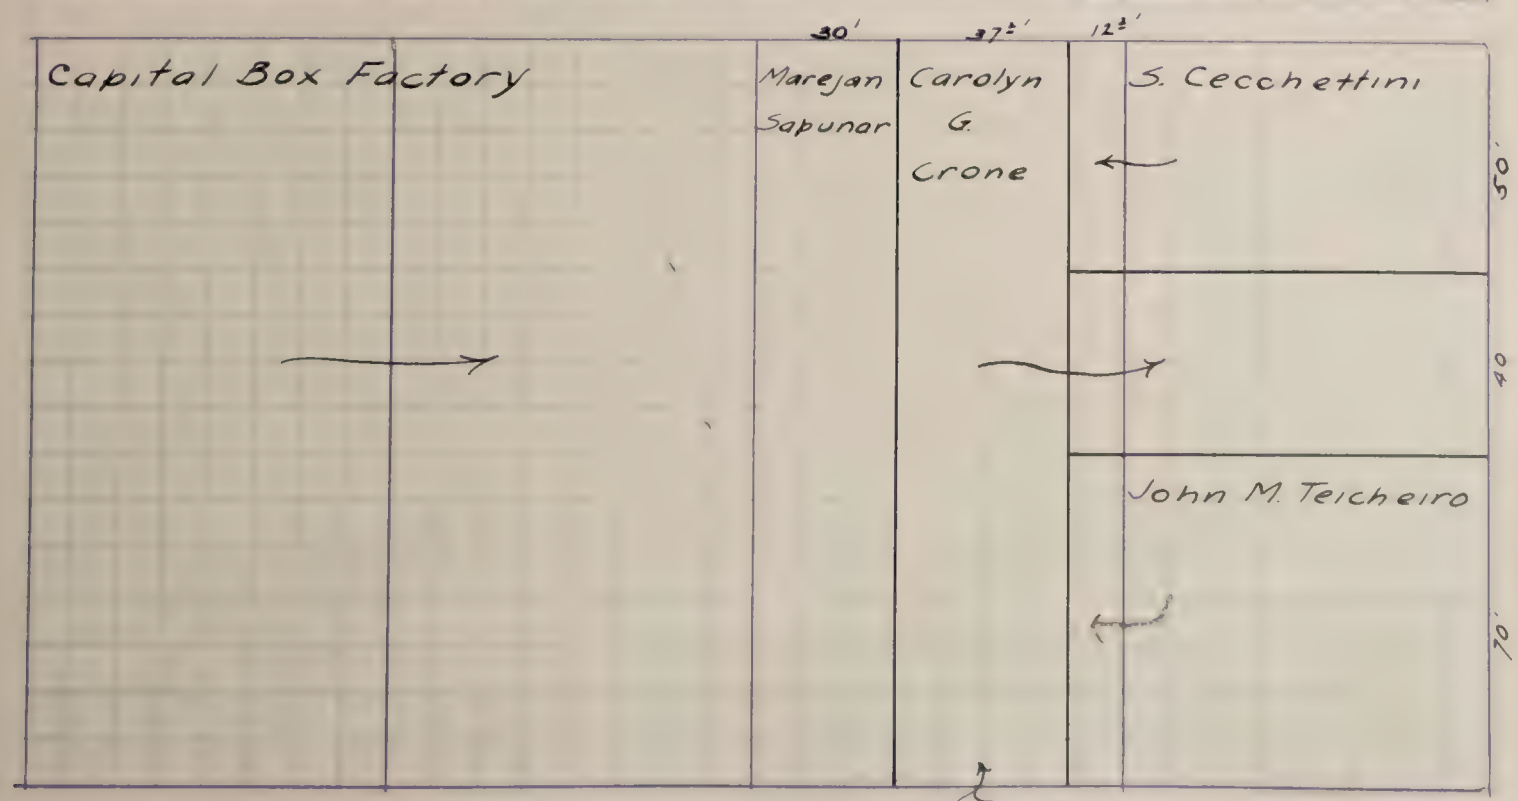 30' 37½' 12½'
Capital Box Factory
Marejan
Sapunar
Carolyn
G.
Crone
S. Cecchettini
50'
40
John M. Teicheiro
70'